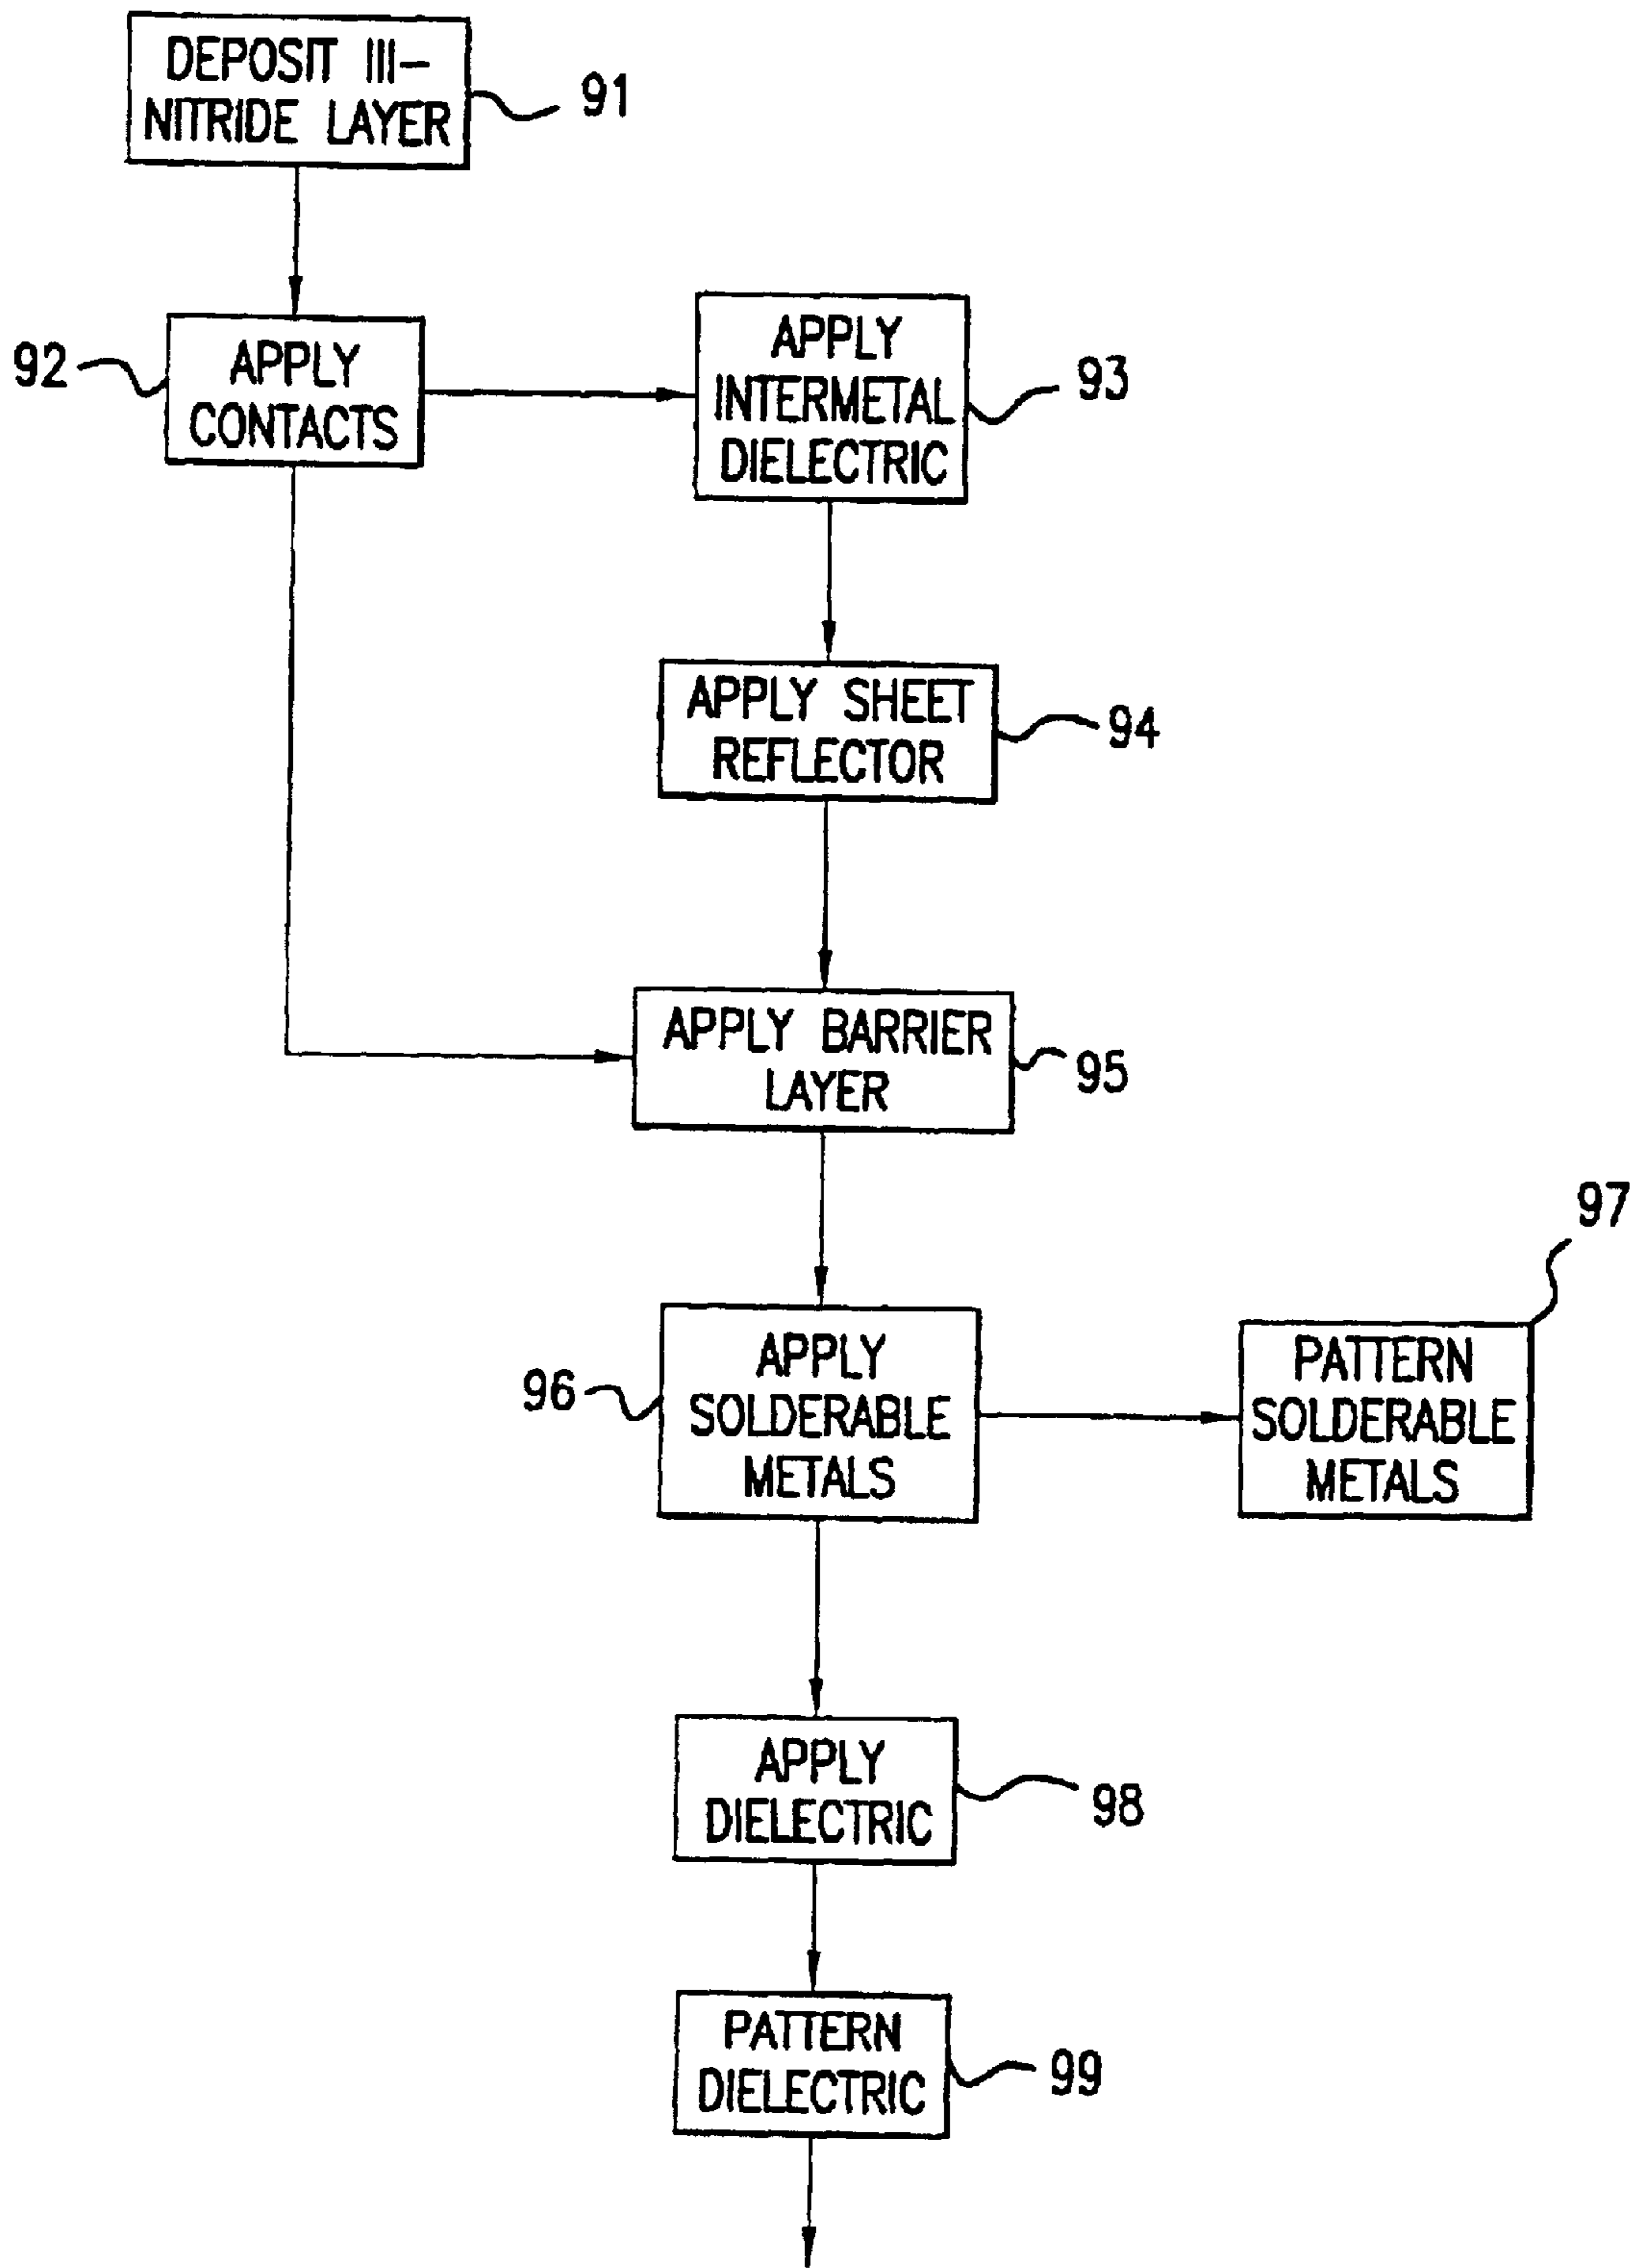 DEPOSIT III-
NITRIDE LAYER
91
92
APPLY
CONTACTS
APPLY
INTERMETAL
DIELECTRIC
93
APPLY SHEET
REFLECTOR
94
APPLY BARRIER
LAYER
95
96
APPLY
SOLDERABLE
METALS
97
PATTERN
SOLDERABLE
METALS
APPLY
DIELECTRIC
98
PATTERN
DIELECTRIC
99